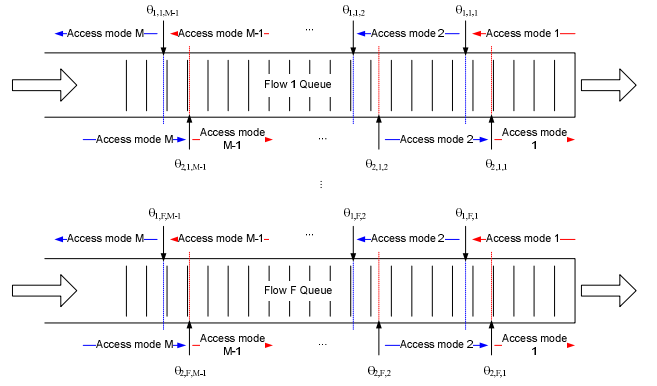 θ1,1,M-1 θ1,1,2 θ1,1,1
Access mode M Access mode M-1 ... Access mode 2 Access mode 1
Flow 1 Queue
Access mode M Access mode M-1 ... Access mode 2 Access mode 1
θ2,1,M-1 θ2,1,2 θ2,1,1
...
θ1,F,M-1 θ1,F,2 θ1,F,1
Access mode M Access mode M-1 ... Access mode 2 Access mode 1
Flow F Queue
Access mode M Access mode M-1 ... Access mode 2 Access mode 1
θ2,F,M-1 θ2,F,2 θ2,F,1